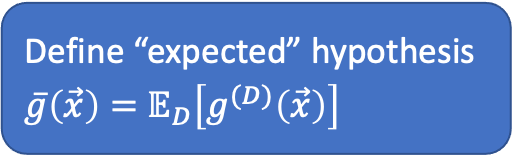 Define “expected” hypothesis
ḡ(x⃗) = 𝔼_D[g^(D)(x⃗)]